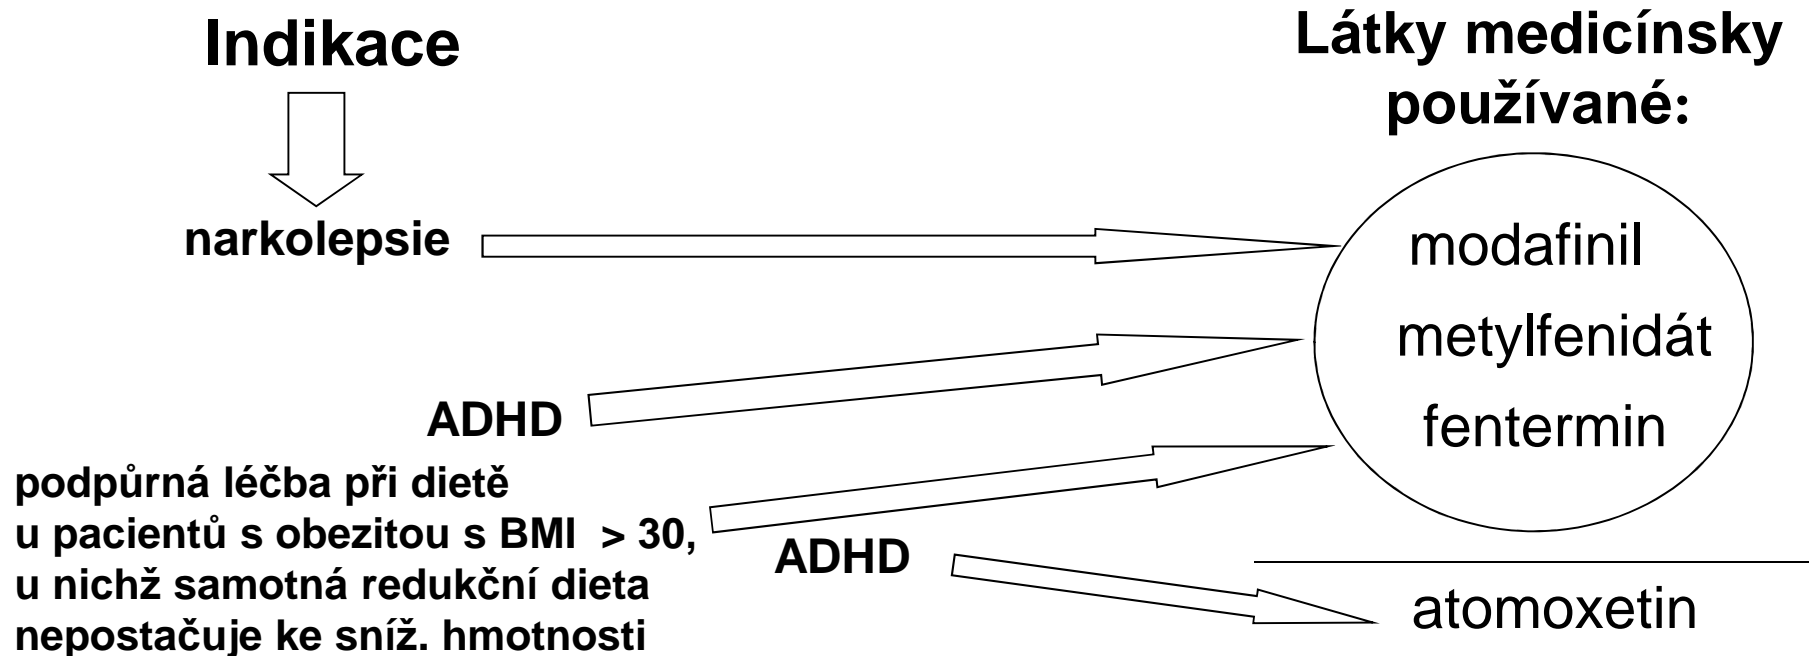 Indikace
Látky medicínsky
používané:
narkolepsie
modafinil
metylfenidát
ADHD
fentermin
podpůrná léčba při dietě
u pacientů s obezitou s BMI > 30,
u nichž samotná redukční dieta
nepostačuje ke sníž. hmotnosti
ADHD
atomoxetin